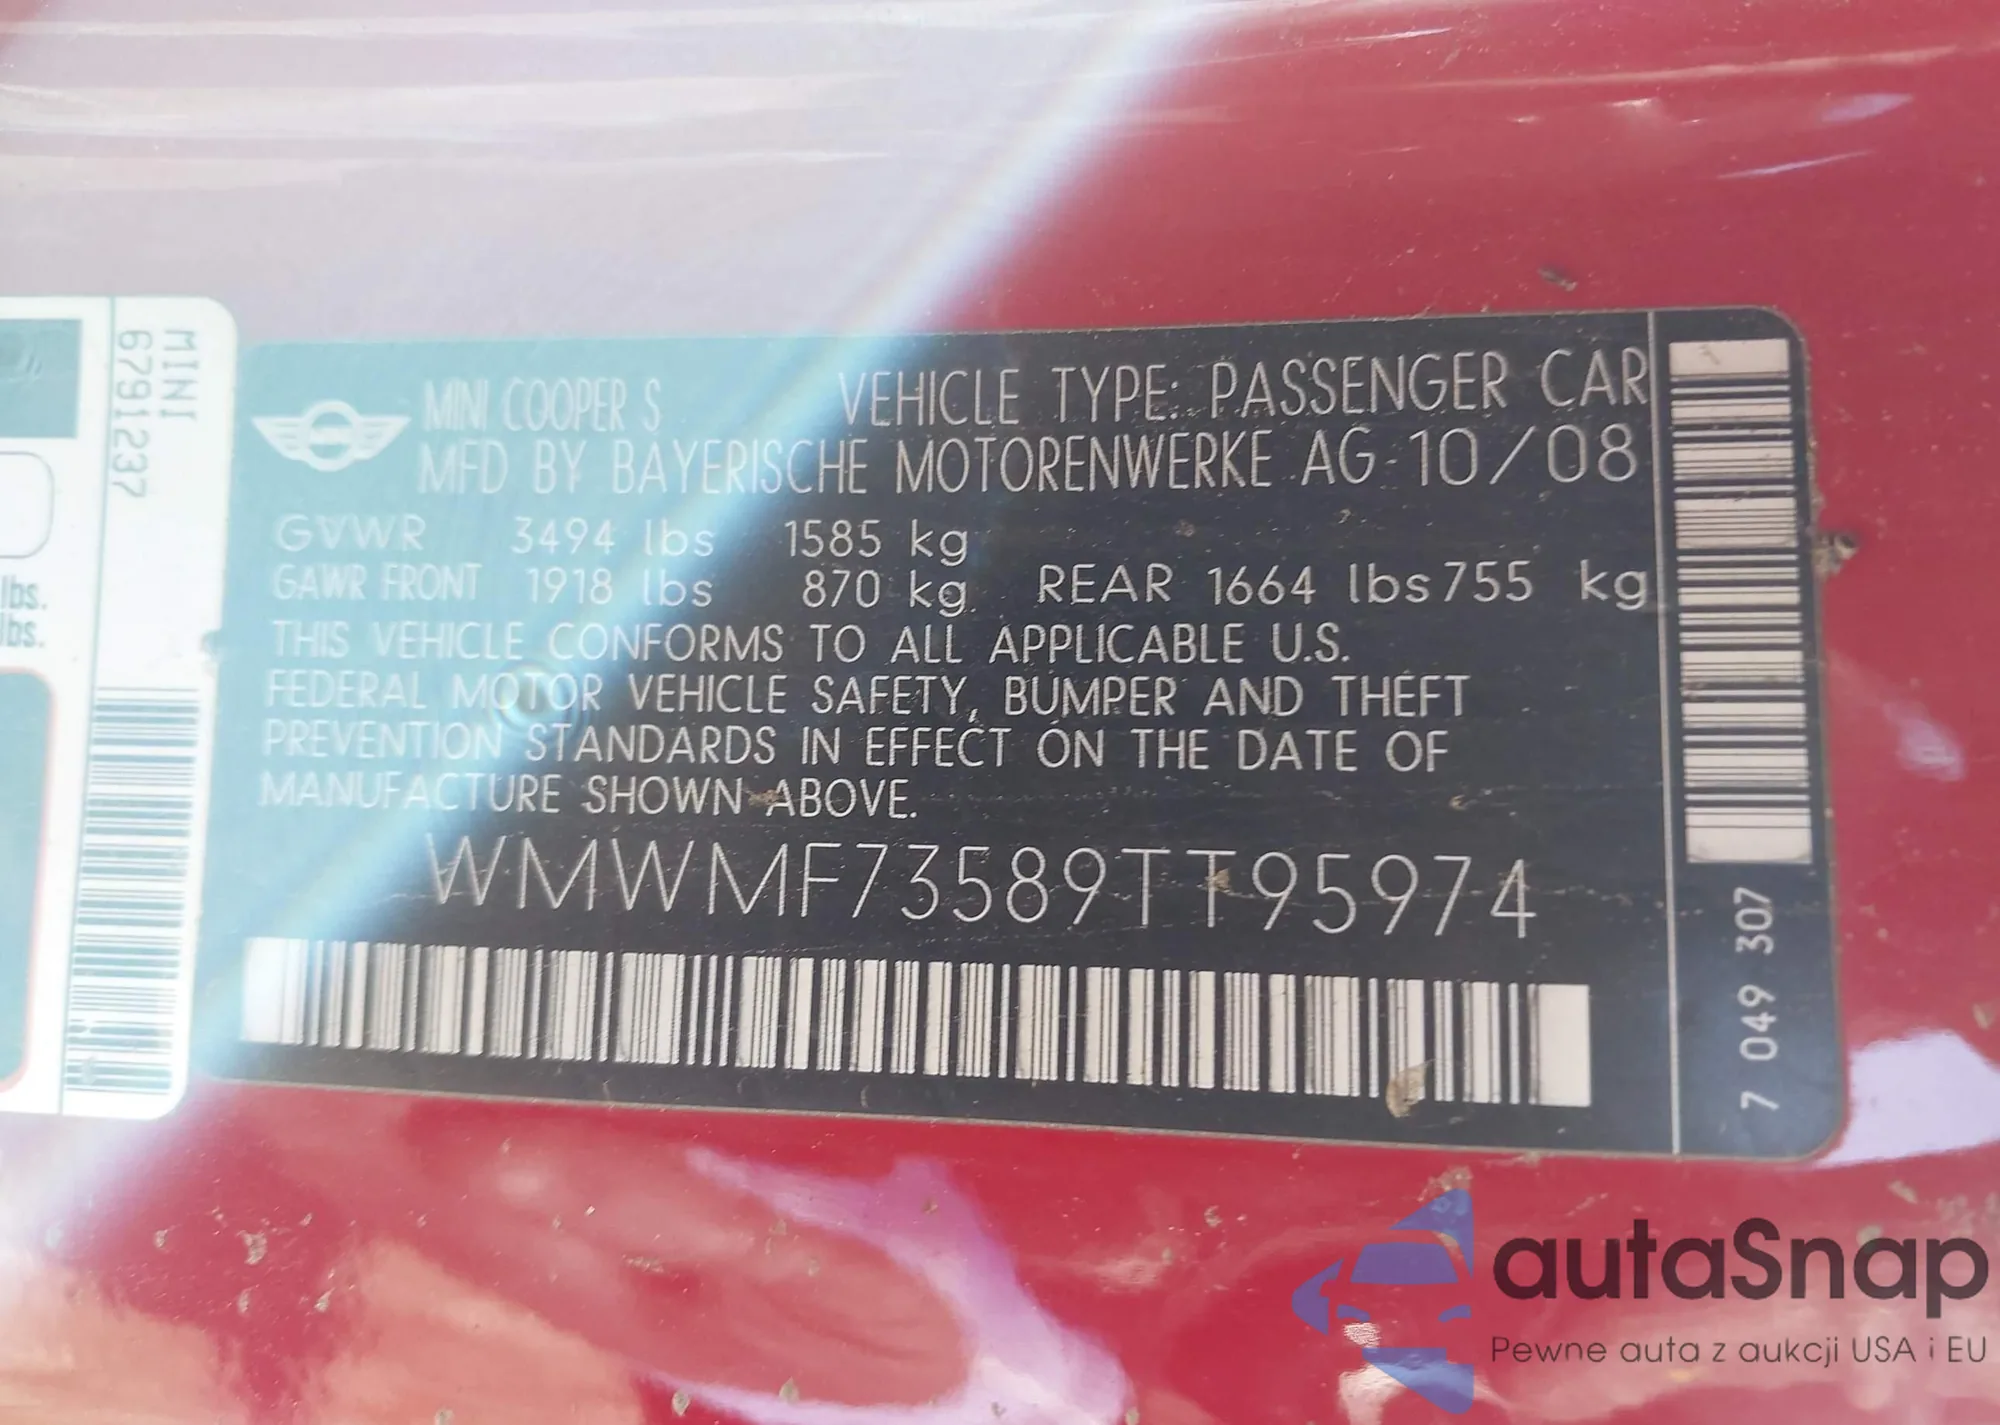 MINI
6791237
lbs.
lbs.
MINI COOPER S VEHICLE TYPE: PASSENGER CAR
MFD BY BAYERISCHE MOTORENWERKE AG-10/08
GVWR 3494 lbs 1585 kg
GAWR FRONT 1918 lbs 870 kg REAR 1664 lbs 755 kg
THIS VEHICLE CONFORMS TO ALL APPLICABLE U.S.
FEDERAL MOTOR VEHICLE SAFETY, BUMPER AND THEFT
PREVENTION STANDARDS IN EFFECT ON THE DATE OF
MANUFACTURE SHOWN ABOVE.
WMWMF73589TT95974
7 049 307
autaSnap
Pewne auta z aukcji USA i EU